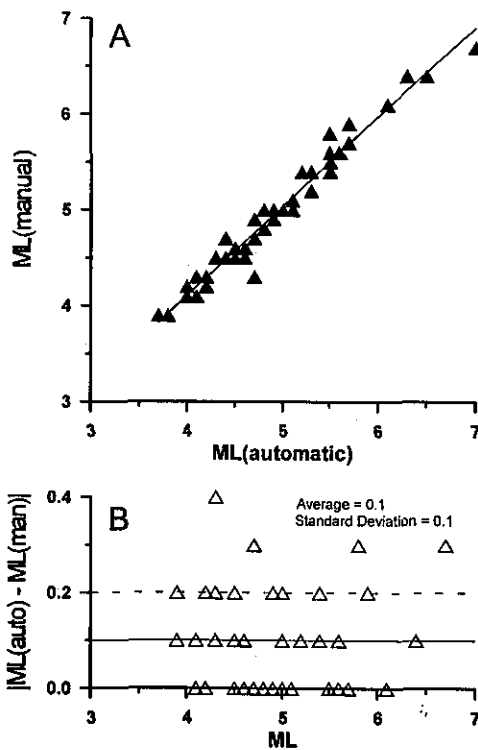 A
7
6
5
4
3
ML(manual)
3 4 5 6 7
ML(automatic)
B
Average = 0.1
Standard Deviation = 0.1
0.4
0.2
0.0
|ML(auto) - ML(man)|
3 4 5 6 7
ML